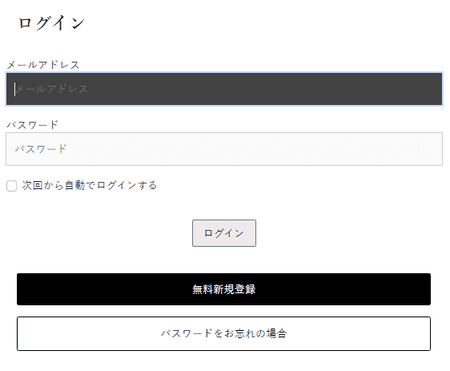 ログイン
メールアドレス
メールアドレス
パスワード
パスワード
次回から自動でログインする
ログイン
無料新規登録
パスワードをお忘れの場合